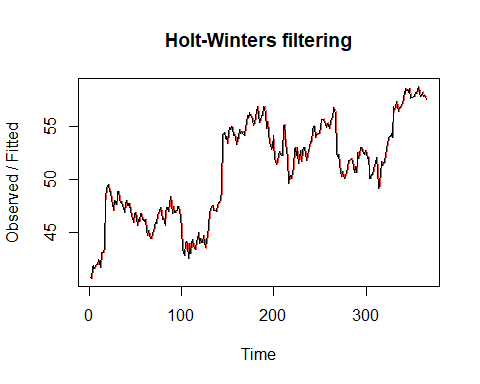 Holt-Winters filtering
Observed / Fitted
55
50
45
0 100 200 300
Time